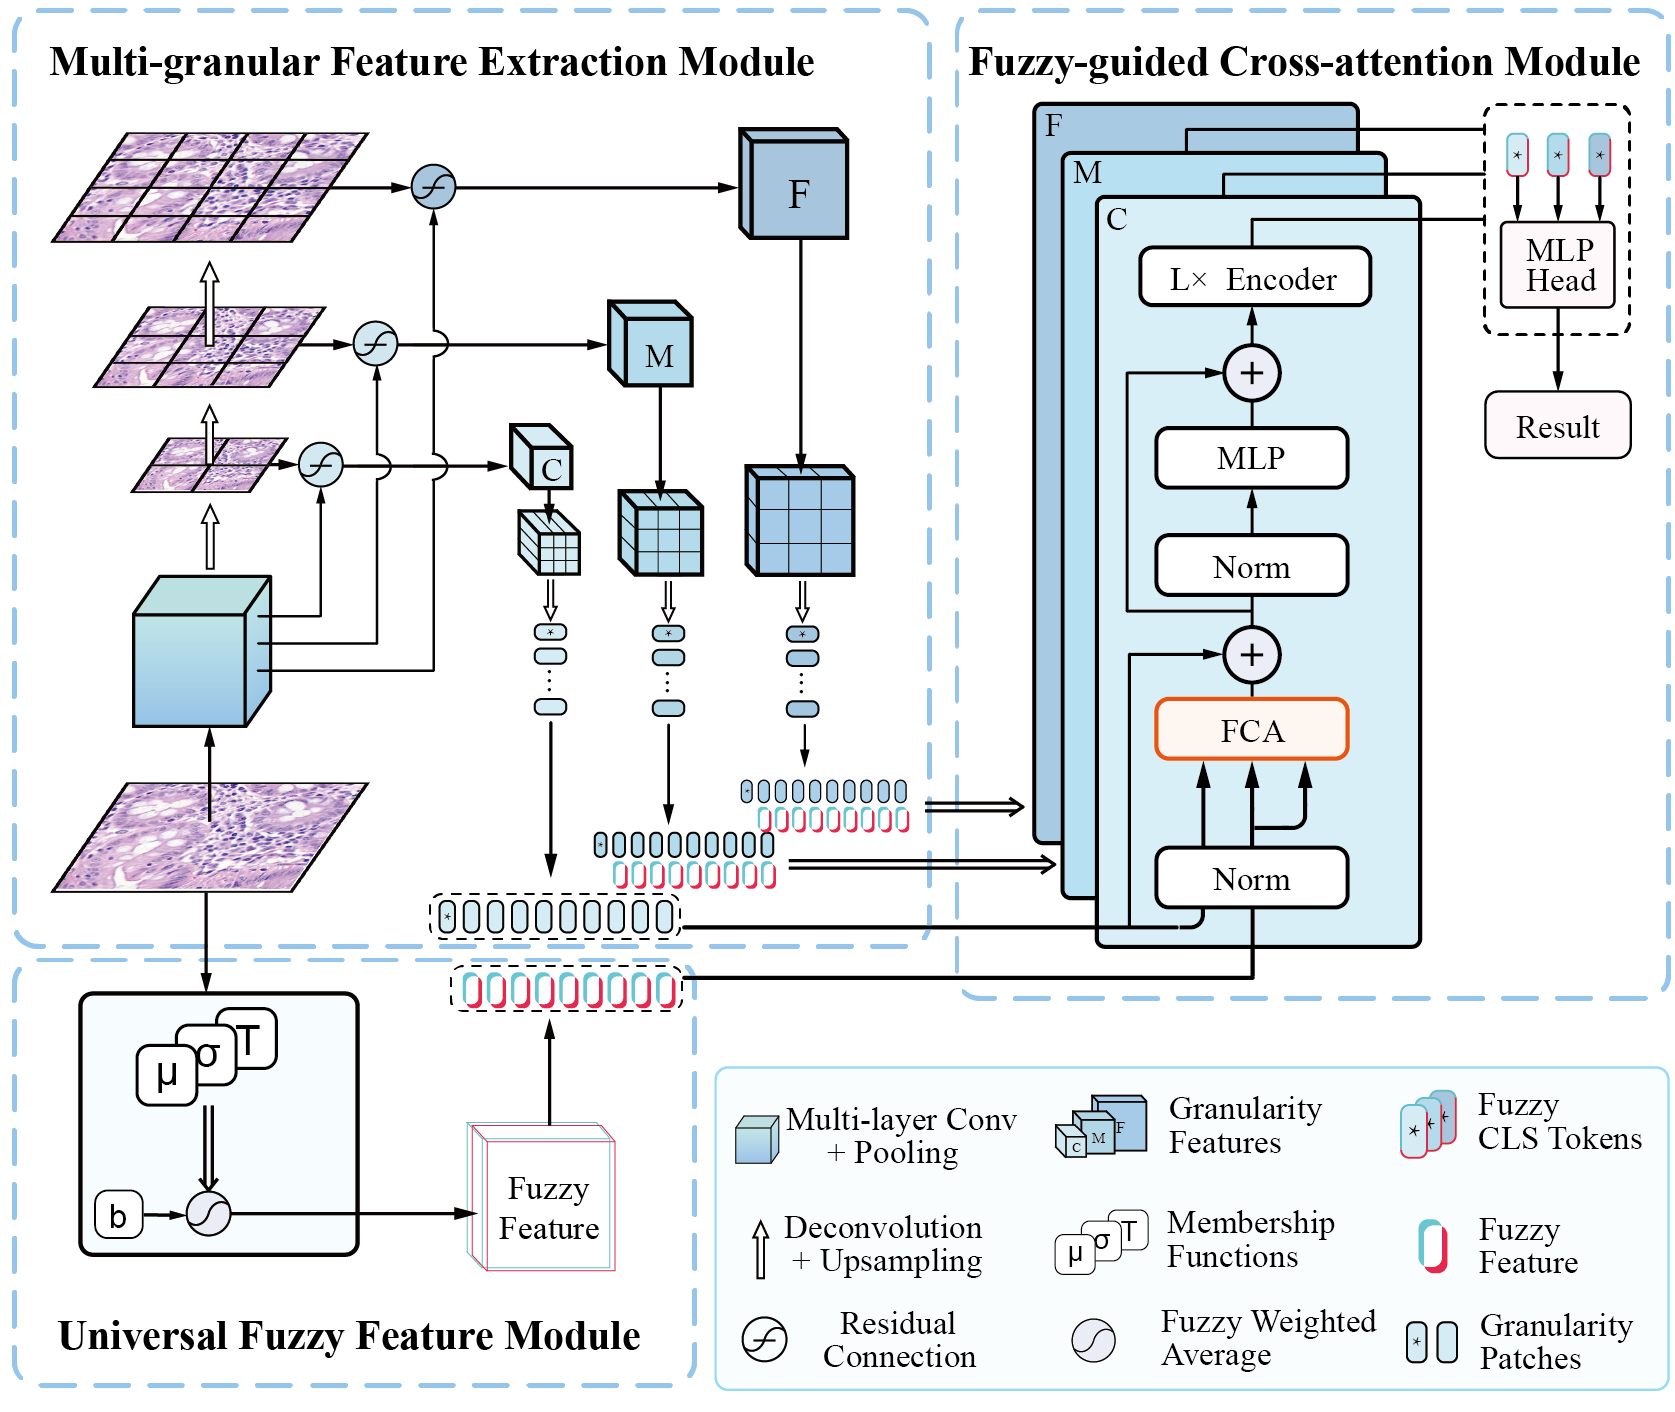 Multi-granular Feature Extraction Module
F
M
C
Fuzzy-guided Cross-attention Module
F
M
C
L× Encoder
+
MLP
Norm
+
FCA
Norm
* * *
MLP
Head
Result
μ σ T
b
Fuzzy
Feature
Universal Fuzzy Feature Module
Multi-layer Conv
+ Pooling
Deconvolution
+ Upsampling
Residual
Connection
C M F
Granularity
Features
μ σ T
Membership
Functions
Fuzzy Weighted
Average
Fuzzy
CLS Tokens
Fuzzy
Feature
Granularity
Patches